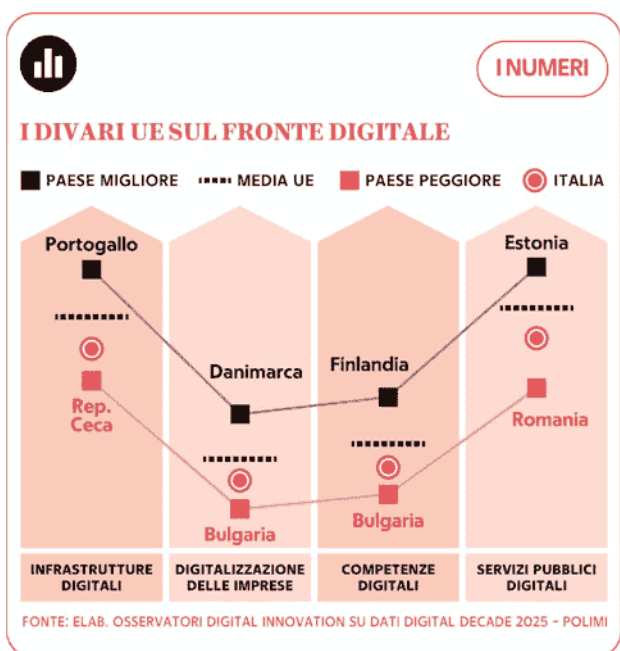 I NUMERI
I DIVARI UE SUL FRONTE DIGITALE
PAESE MIGLIORE
MEDIA UE
PAESE PEGGIORE
ITALIA
Portogallo
Estonia
Danimarca
Finlandia
Rep.
Ceca
Romania
Bulgaria
Bulgaria
INFRASTRUTTURE
DIGITALI
DIGITALIZZAZIONE
DELLE IMPRESE
COMPETENZE
DIGITALI
SERVIZI PUBBLICI
DIGITALI
FONTE: ELAB. OSSERVATORI DIGITAL INNOVATION SU DATI DIGITAL DECADE 2025 - POLIMI